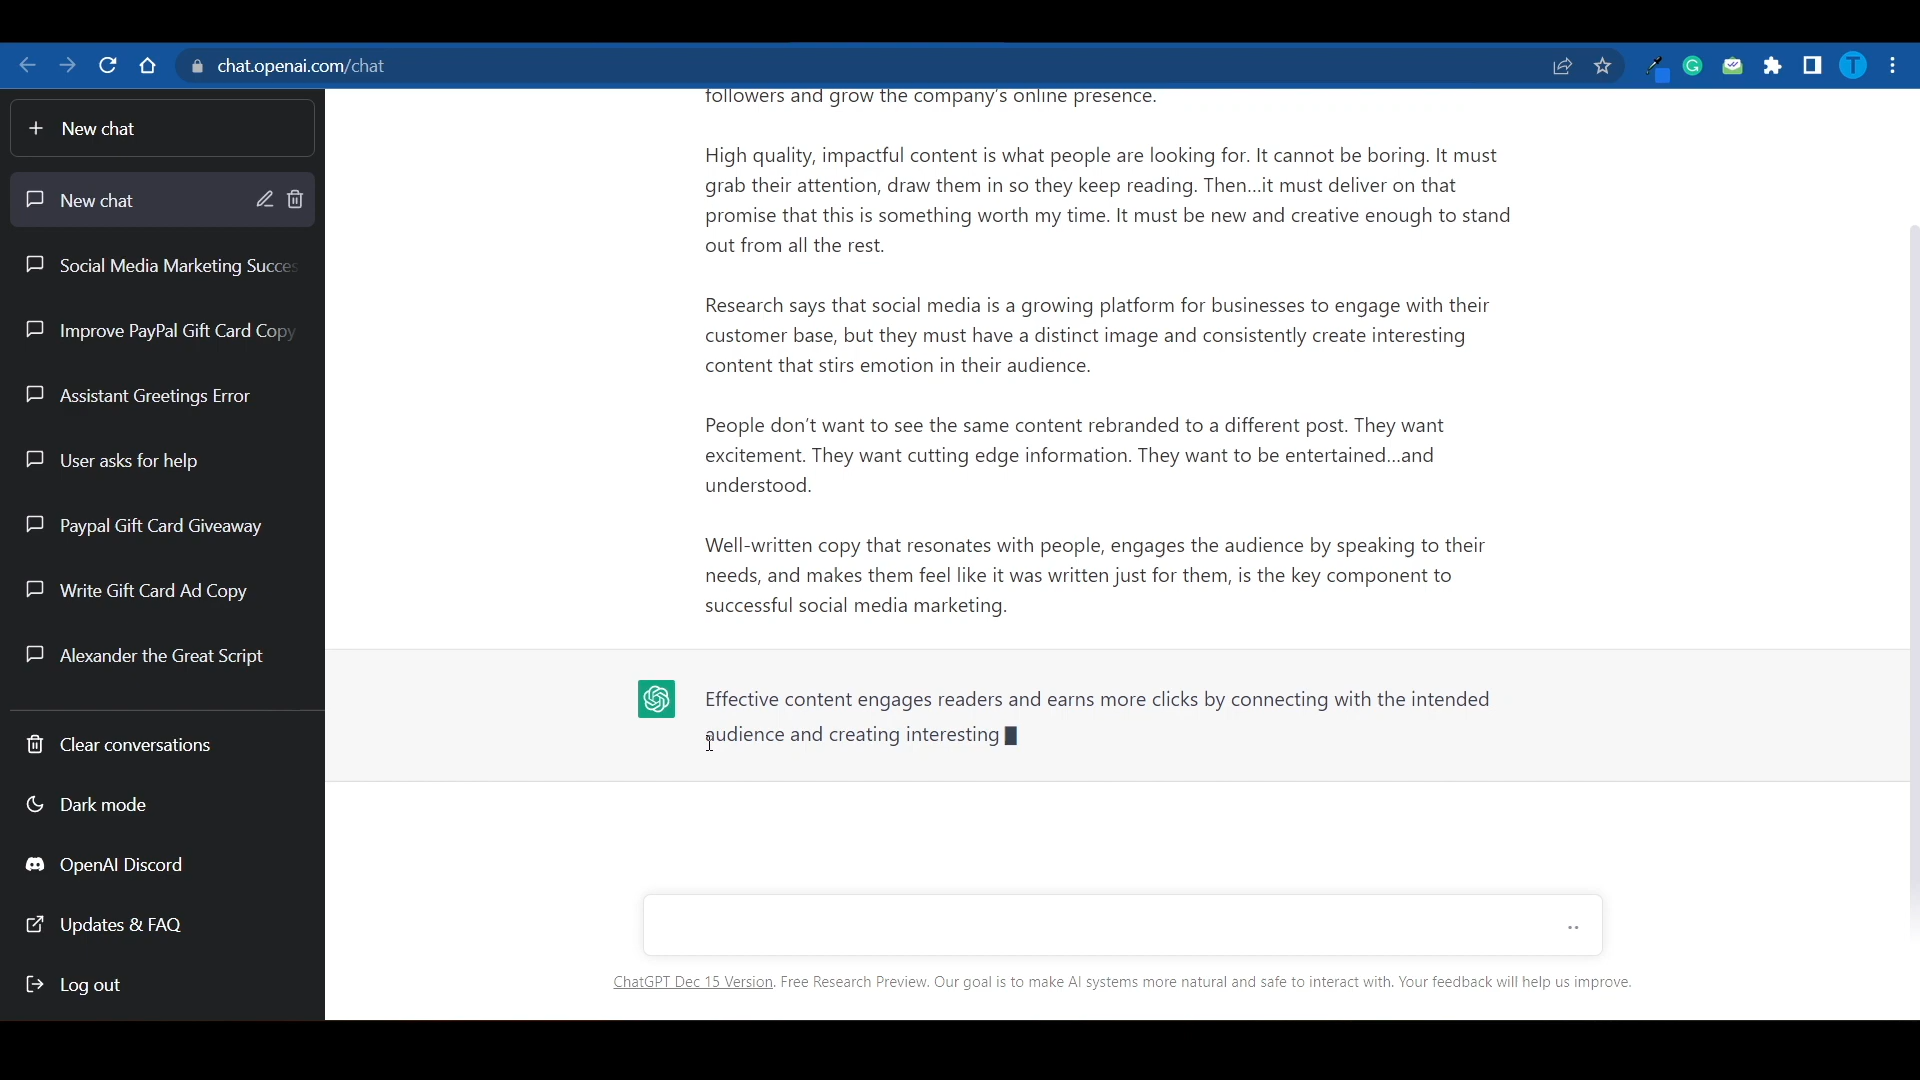 chat.openai.com/chat
T
New chat
New chat
Social Media Marketing Succes
Improve PayPal Gift Card Copy
Assistant Greetings Error
User asks for help
Paypal Gift Card Giveaway
Write Gift Card Ad Copy
Alexander the Great Script
Clear conversations
Dark mode
OpenAI Discord
Updates & FAQ
Log out
followers and grow the company's online presence.
High quality, impactful content is what people are looking for. It cannot be boring. It must
grab their attention, draw them in so they keep reading. Then...it must deliver on that
promise that this is something worth my time. It must be new and creative enough to stand
out from all the rest.
Research says that social media is a growing platform for businesses to engage with their
customer base, but they must have a distinct image and consistently create interesting
content that stirs emotion in their audience.
People don't want to see the same content rebranded to a different post. They want
excitement. They want cutting edge information. They want to be entertained...and
understood.
Well-written copy that resonates with people, engages the audience by speaking to their
needs, and makes them feel like it was written just for them, is the key component to
successful social media marketing.
Effective content engages readers and earns more clicks by connecting with the intended
audience and creating interesting
ChatGPT Dec 15 Version. Free Research Preview. Our goal is to make AI systems more natural and safe to interact with. Your feedback will help us improve.